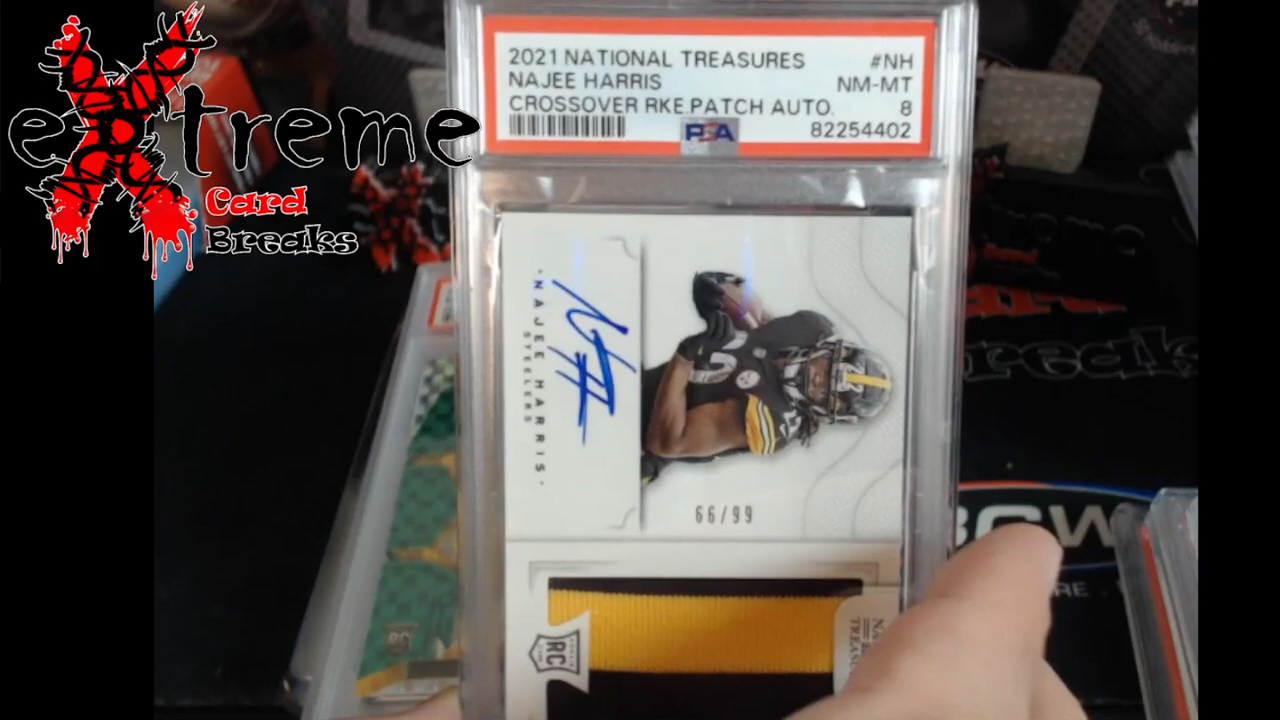 eXtreme
Card
Breaks
2021 NATIONAL TREASURES #NH
NAJEE HARRIS NM-MT
CROSSOVER RKE.PATCH AUTO. 8
PSA 82254402
·NAJEE HARRIS·
STEELERS
66/99
RC